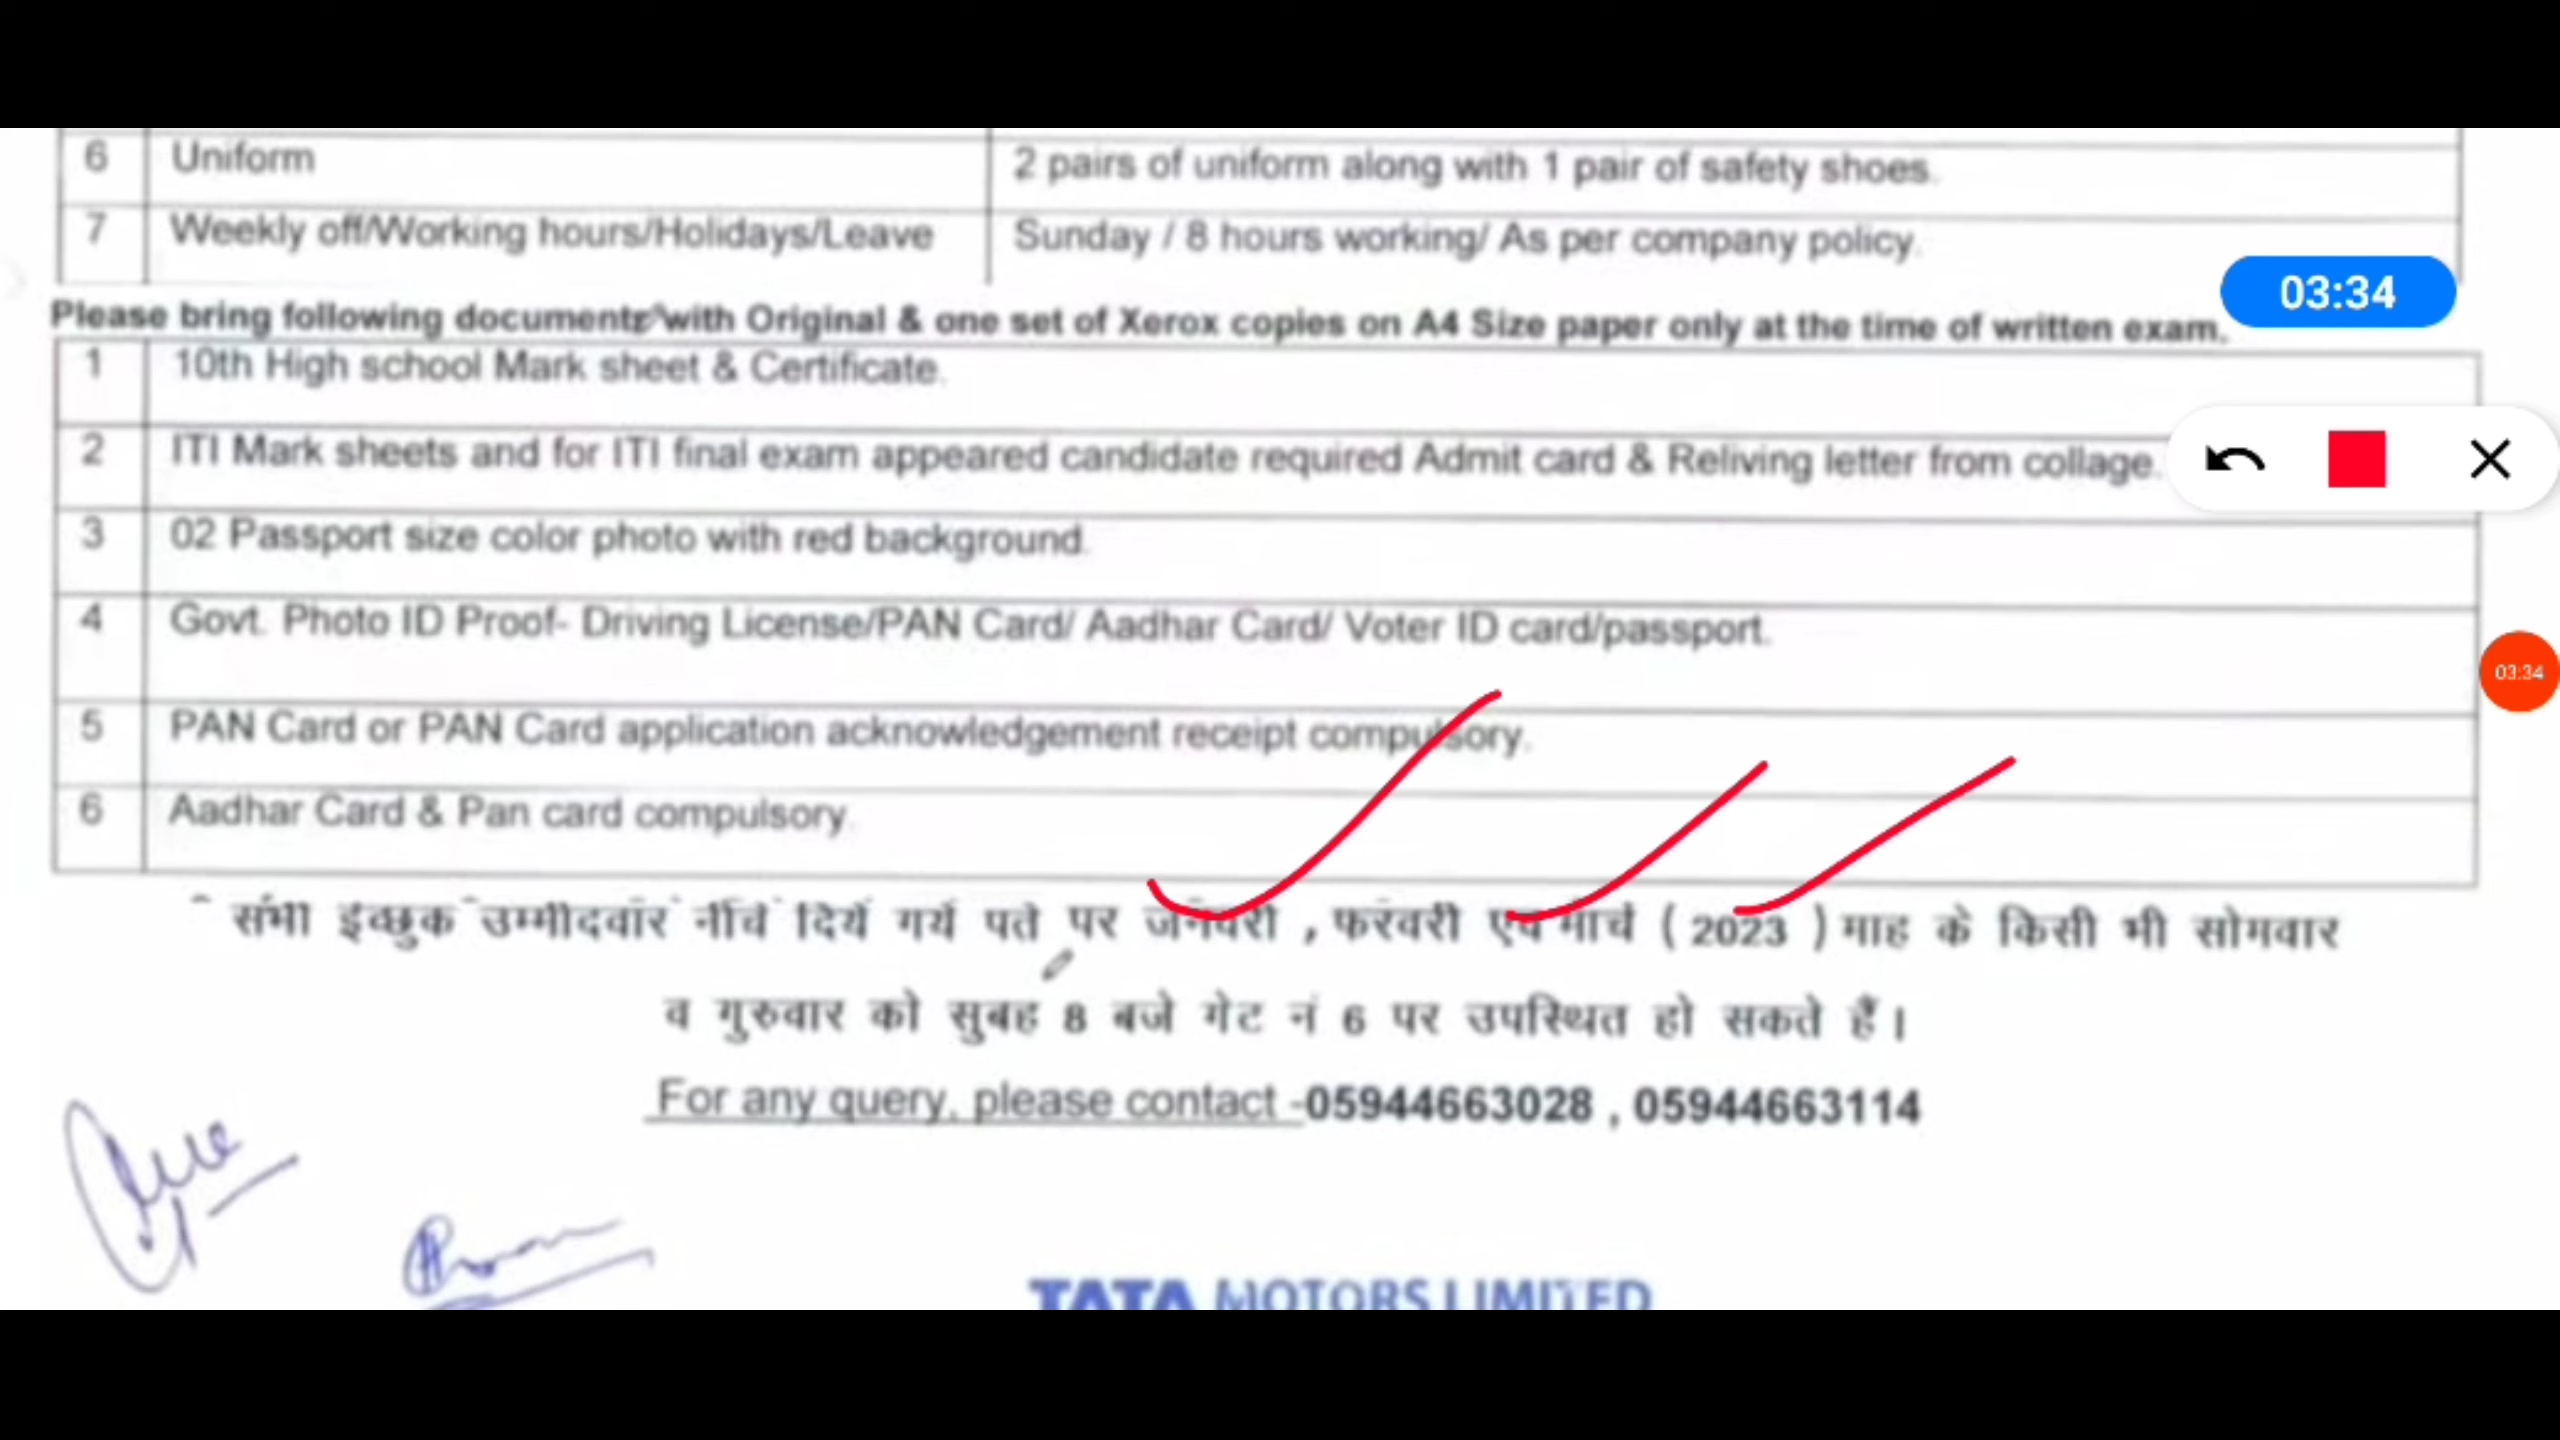 6 Uniform 2 pairs of uniform along with 1 pair of safety shoes.
7 Weekly off/Working hours/Holidays/Leave Sunday / 8 hours working/ As per company policy.
03:34
Please bring following documents with Original & one set of Xerox copies on A4 Size paper only at the time of written exam.
1 10th High school Mark sheet & Certificate.
2 ITI Mark sheets and for ITI final exam appeared candidate required Admit card & Reliving letter from collage.
3 02 Passport size color photo with red background.
4 Govt. Photo ID Proof- Driving License/PAN Card/ Aadhar Card/ Voter ID card/passport.
03:34
5 PAN Card or PAN Card application acknowledgement receipt compulsory.
6 Aadhar Card & Pan card compulsory.
सभी इच्छुक उम्मीदवार नीचे दिये गये पते पर जनवरी , फरवरी एवं मार्च ( 2023 ) माह के किसी भी सोमवार
व गुरुवार को सुबह 8 बजे गेट नं 6 पर उपस्थित हो सकते हैं।
For any query, please contact -05944663028 , 05944663114
TATA MOTORS LIMITED